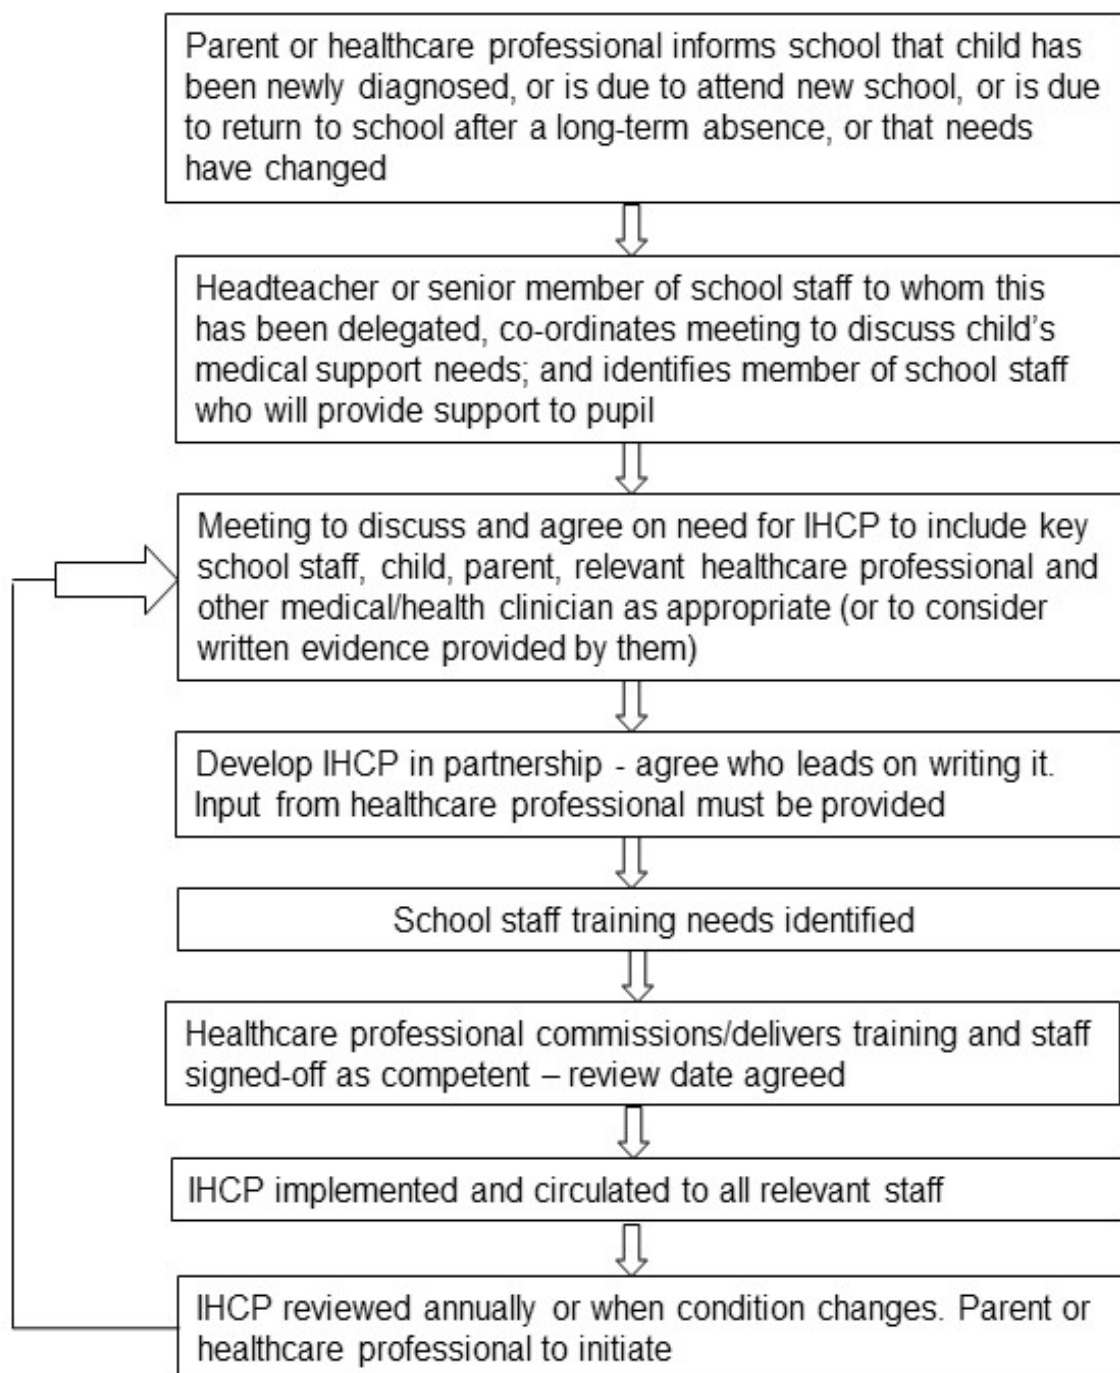 Parent or healthcare professional informs school that child has
been newly diagnosed, or is due to attend new school, or is due
to return to school after a long-term absence, or that needs
have changed
Headteacher or senior member of school staff to whom this
has been delegated, co-ordinates meeting to discuss child's
medical support needs; and identifies member of school staff
who will provide support to pupil
Meeting to discuss and agree on need for IHCP to include key
school staff, child, parent, relevant healthcare professional and
other medical/health clinician as appropriate (or to consider
written evidence provided by them)
Develop IHCP in partnership - agree who leads on writing it.
Input from healthcare professional must be provided
School staff training needs identified
Healthcare professional commissions/delivers training and staff
signed-off as competent – review date agreed
IHCP implemented and circulated to all relevant staff
IHCP reviewed annually or when condition changes. Parent or
healthcare professional to initiate